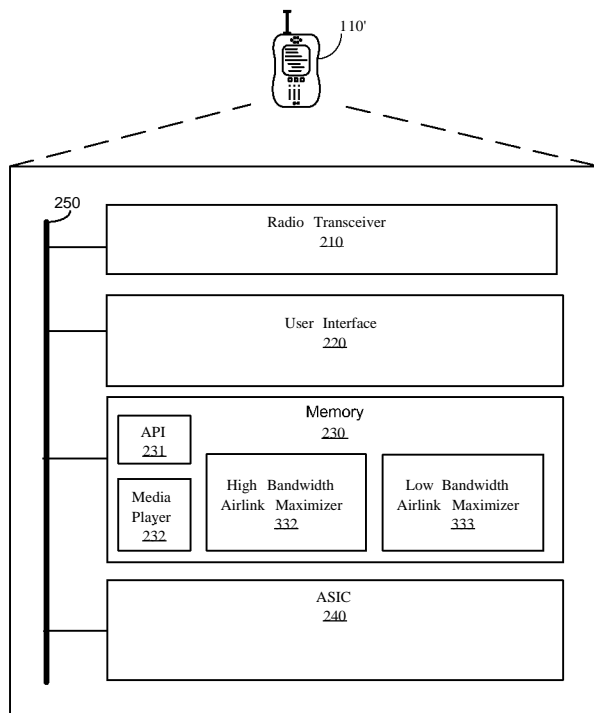 110'
250
Radio Transceiver
210
User Interface
220
Memory
230
API
231
Media
Player
232
High Bandwidth
Airlink Maximizer
332
Low Bandwidth
Airlink Maximizer
333
ASIC
240